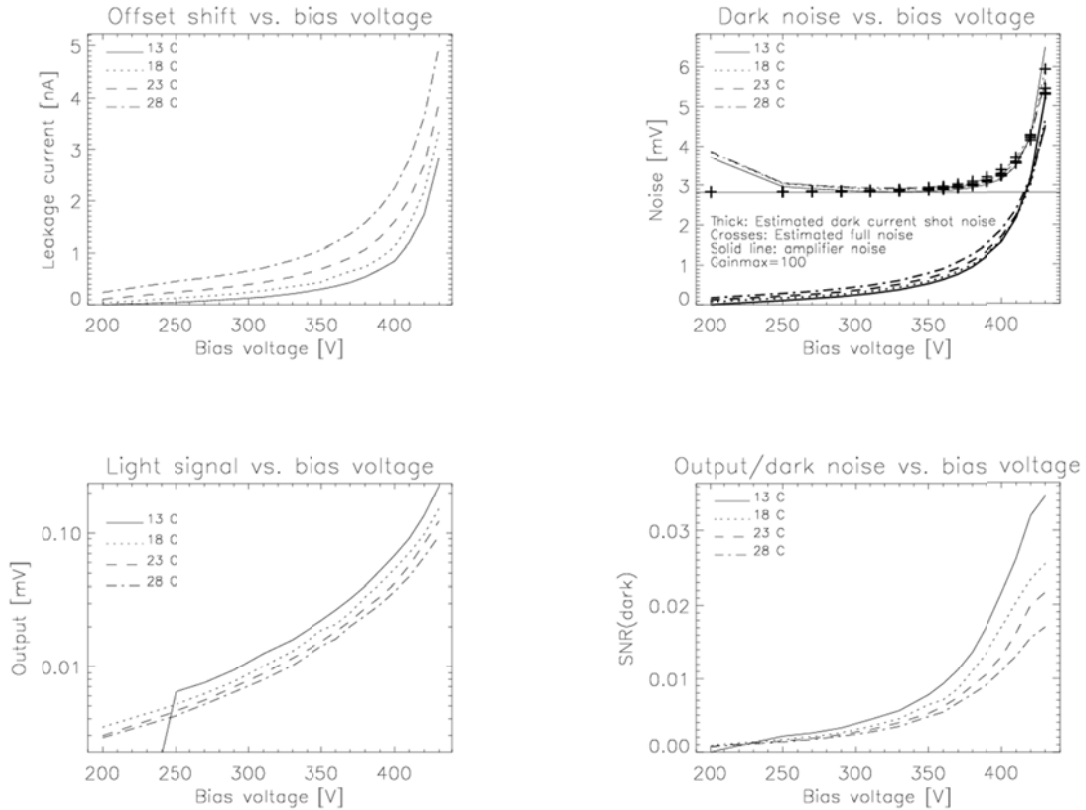 Offset shift vs. bias voltage
13 C
18 C
23 C
28 C
Leakage current [nA]
5
4
3
2
1
0
200 250 300 350 400
Bias voltage [V]
Dark noise vs. bias voltage
13 C
18 C
23 C
28 C
Noise [mV]
6
5
4
3
2
1
0
Thick: Estimated dark current shot noise
Crosses: Estimated full noise
Solid line: amplifier noise
Gainmax=100
200 250 300 350 400
Bias voltage [V]
Light signal vs. bias voltage
13 C
18 C
23 C
28 C
Output [mV]
0.10
0.01
200 250 300 350 400
Bias voltage [V]
Output/dark noise vs. bias voltage
13 C
18 C
23 C
28 C
SNR(dark)
0.03
0.02
0.01
0.00
200 250 300 350 400
Bias voltage [V]